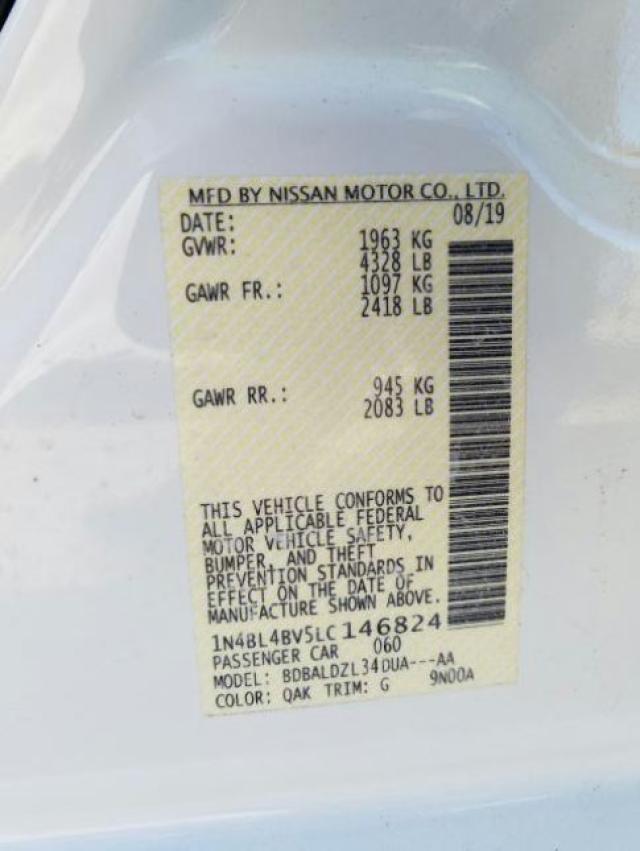 MFD BY NISSAN MOTOR CO., LTD.
DATE: 08/19
GVWR: 1963 KG
4328 LB
GAWR FR.: 1097 KG
2418 LB
GAWR RR.: 945 KG
2083 LB
THIS VEHICLE CONFORMS TO
ALL APPLICABLE FEDERAL
MOTOR VEHICLE SAFETY,
BUMPER, AND THEFT
PREVENTION STANDARDS IN
EFFECT ON THE DATE OF
MANUFACTURE SHOWN ABOVE.
1N4BL4BV5LC146824
PASSENGER CAR 060
MODEL: BDBALDZL34DUA---AA
COLOR: QAK TRIM: G 9N00A